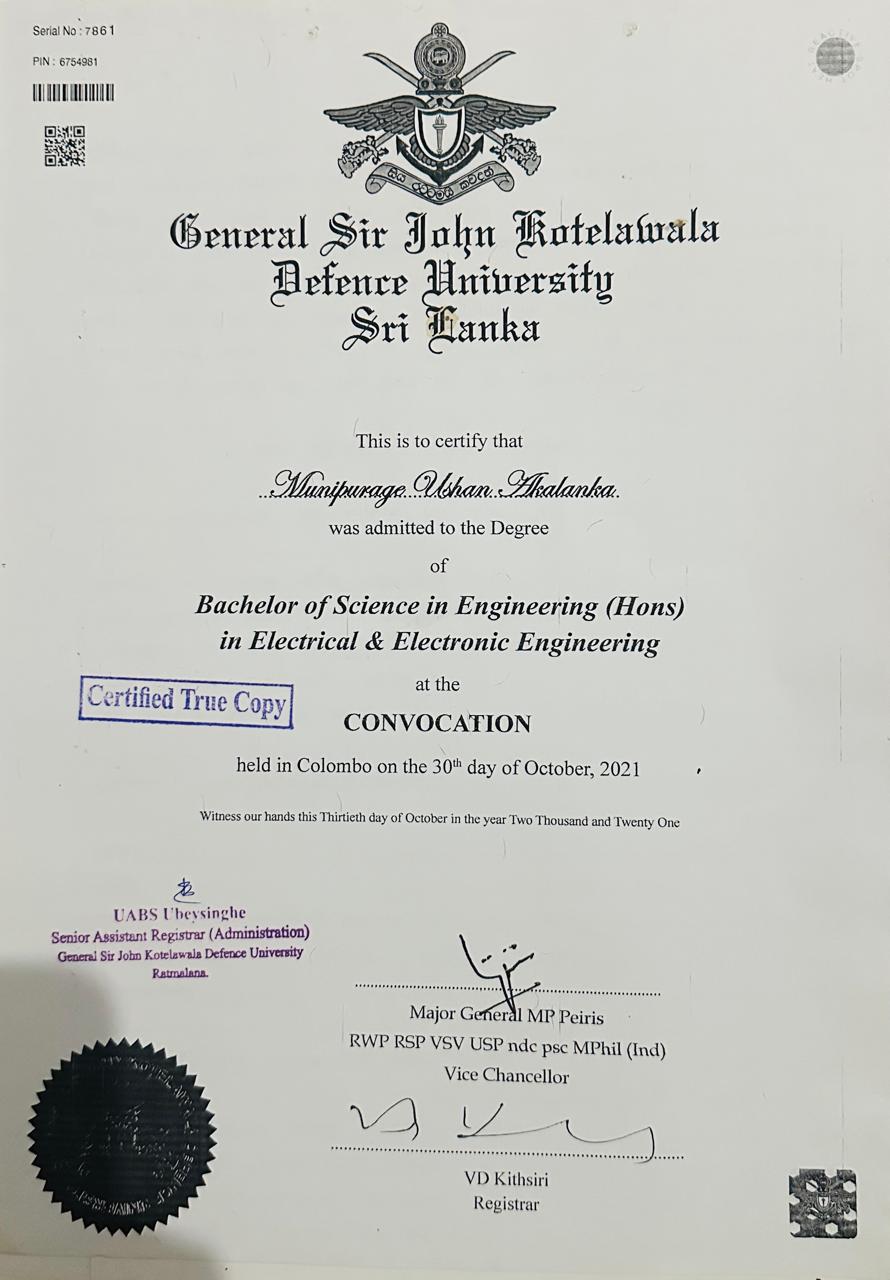 Serial No : 7861
PIN : 6754981
General Sir John Kotelawala
Defence University
Sri Lanka
This is to certify that
Munipurage Ushan Akalanka
was admitted to the Degree
of
Bachelor of Science in Engineering (Hons)
in Electrical & Electronic Engineering
at the
Certified True Copy
CONVOCATION
held in Colombo on the 30th day of October, 2021
Witness our hands this Thirtieth day of October in the year Two Thousand and Twenty One
UABS Ubeysinghe
Senior Assistant Registrar (Administration)
General Sir John Kotelawala Defence University
Ratmalana.
Major General MP Peiris
RWP RSP VSV USP ndc psc MPhil (Ind)
Vice Chancellor
VD Kithsiri
Registrar